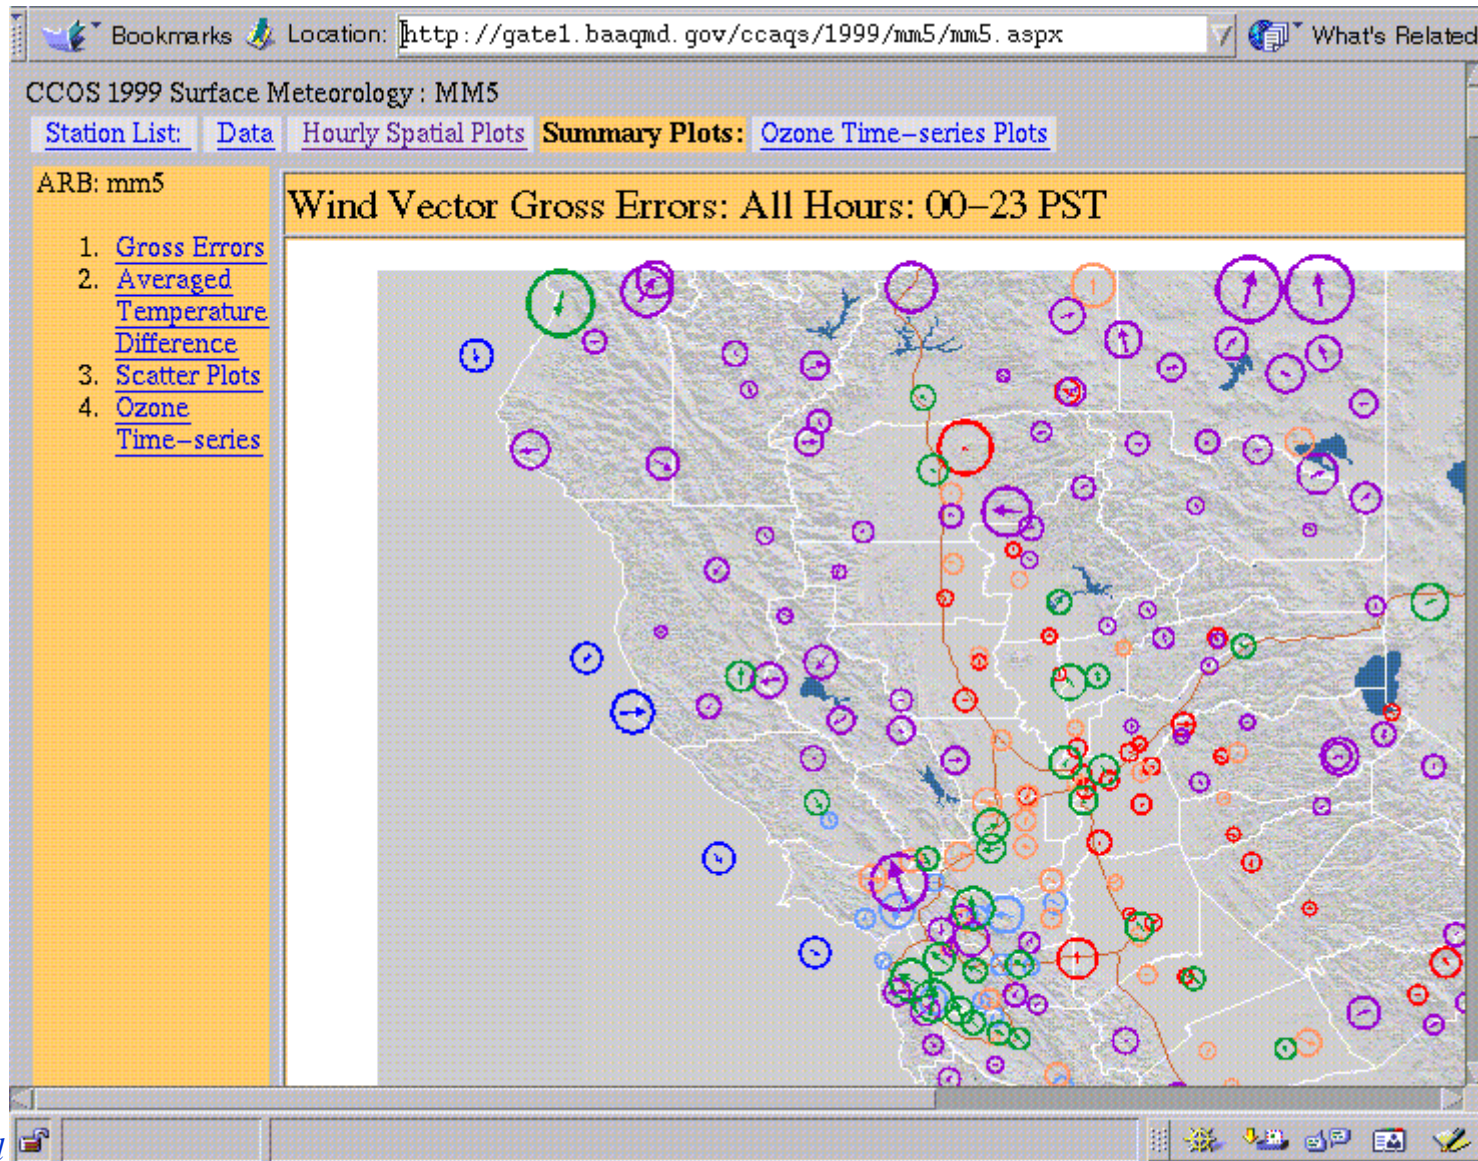 Bookmarks Location: http://gate1.baaqmd.gov/ccaqs/1999/mm5/mm5.aspx What's Related
CCOS 1999 Surface Meteorology : MM5
Station List: Data Hourly Spatial Plots Summary Plots: Ozone Time-series Plots
ARB: mm5
1. Gross Errors
2. Averaged
Temperature
Difference
3. Scatter Plots
4. Ozone
Time-series
Wind Vector Gross Errors: All Hours: 00-23 PST